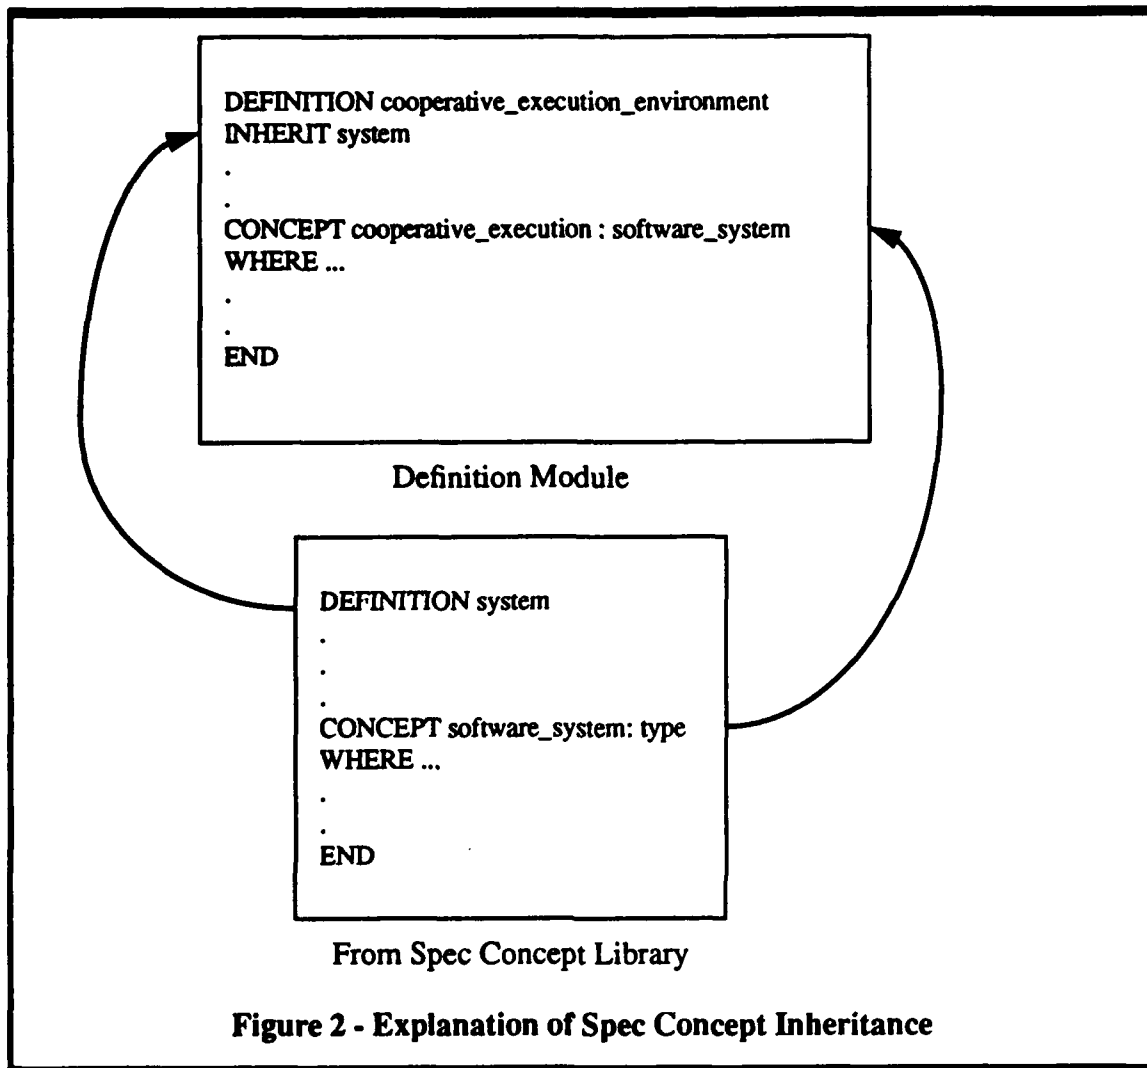 DEFINITION cooperative_execution_environment
INHERIT system
.
.
CONCEPT cooperative_execution : software_system
WHERE ...
.
.
END
Definition Module
DEFINITION system
.
.
.
CONCEPT software_system: type
WHERE ...
.
.
END
From Spec Concept Library
Figure 2 - Explanation of Spec Concept Inheritance